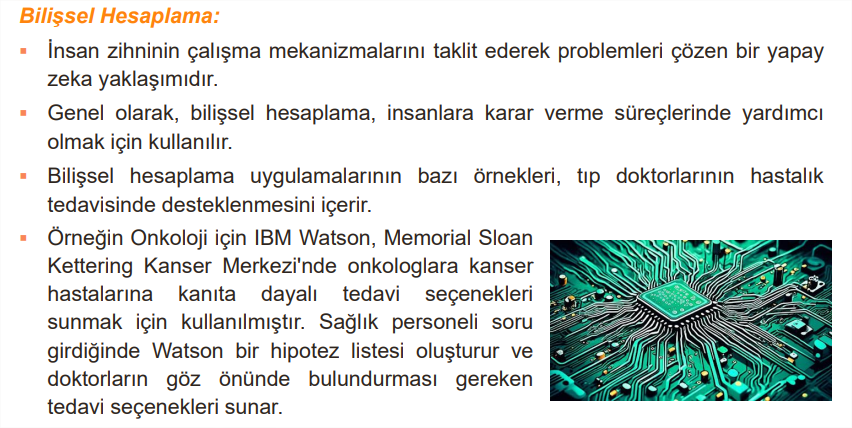 Bilişsel Hesaplama:
▪ İnsan zihninin çalışma mekanizmalarını taklit ederek problemleri çözen bir yapay
zeka yaklaşımıdır.
▪ Genel olarak, bilişsel hesaplama, insanlara karar verme süreçlerinde yardımcı
olmak için kullanılır.
▪ Bilişsel hesaplama uygulamalarının bazı örnekleri, tıp doktorlarının hastalık
tedavisinde desteklenmesini içerir.
▪ Örneğin Onkoloji için IBM Watson, Memorial Sloan
Kettering Kanser Merkezi'nde onkologlara kanser
hastalarına kanıta dayalı tedavi seçenekleri
sunmak için kullanılmıştır. Sağlık personeli soru
girdiğinde Watson bir hipotez listesi oluşturur ve
doktorların göz önünde bulundurması gereken
tedavi seçenekleri sunar.